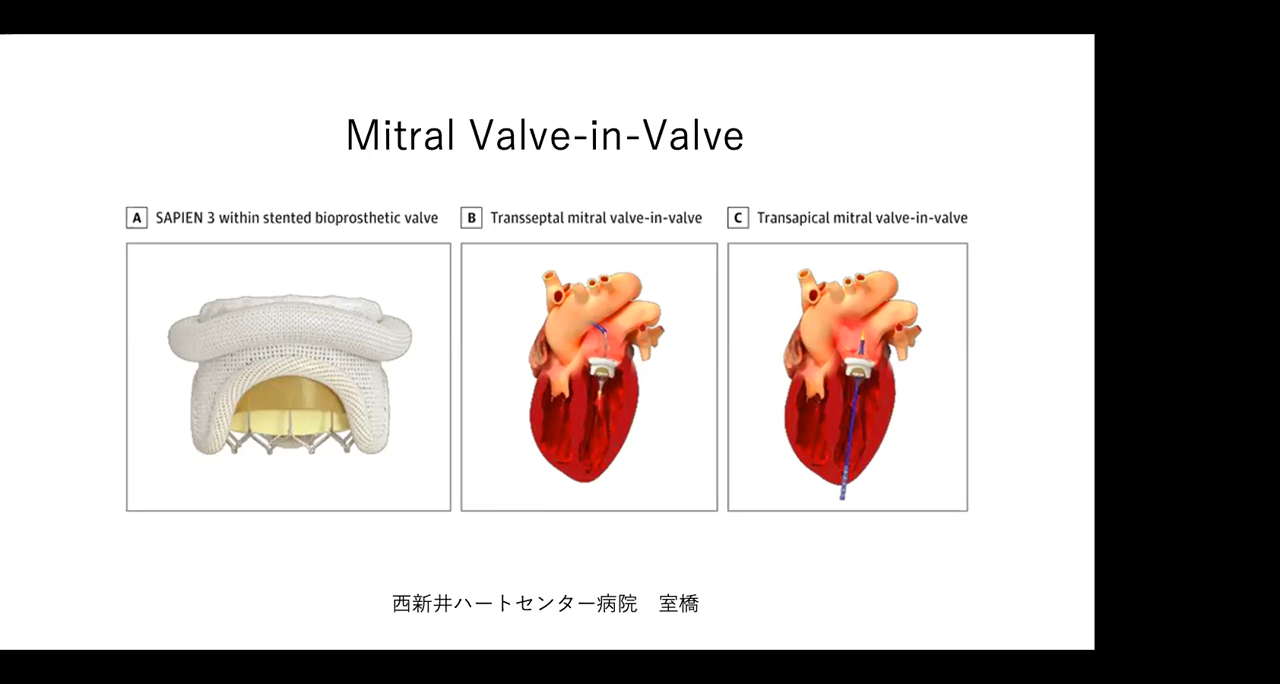 Mitral Valve-in-Valve
A SAPIEN 3 within stented bioprosthetic valve
B Transseptal mitral valve-in-valve
C Transapical mitral valve-in-valve
西新井ハートセンター病院　室橋